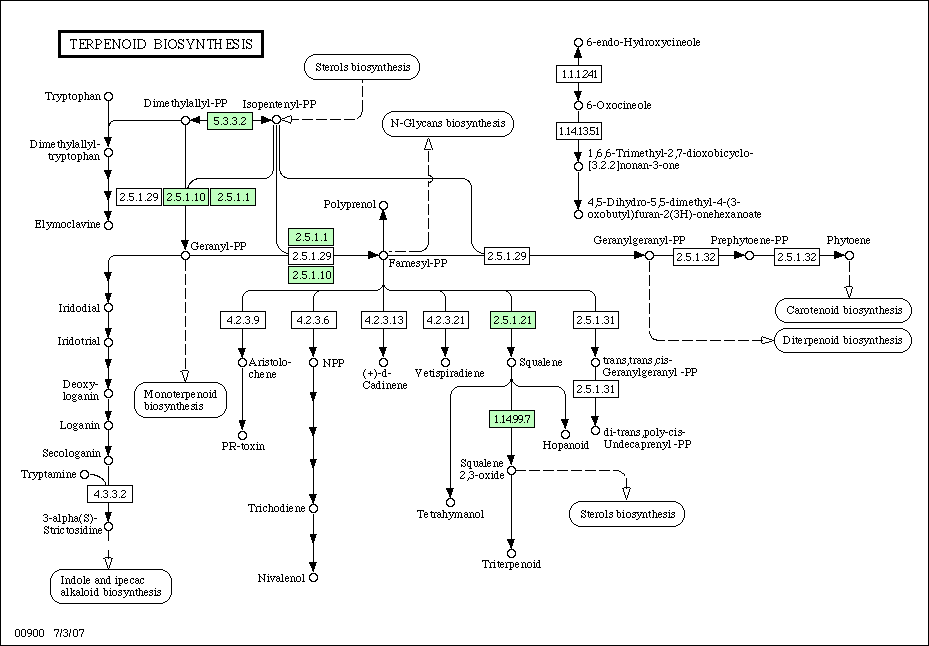 TERPENOID BIOSYNTHESIS
Sterols biosynthesis
6-endo-Hydroxycineole
1.1.1.241
Tryptophan
Dimethylallyl-PP
Isopentenyl-PP
6-Oxocineole
5.3.3.2
N-Glycans biosynthesis
1.14.13.51
Dimethylallyl-
tryptophan
1,6,6-Trimethyl-2,7-dioxobicyclo-
[3.2.2]nonan-3-one
2.5.1.29
2.5.1.10
2.5.1.1
Polyprenol
4,5-Dihydro-5,5-dimethyl-4-(3-
oxobutyl)furan-2(3H)-onehexanoate
Elymoclavine
Geranyl-PP
2.5.1.1
2.5.1.29
2.5.1.10
Farnesyl-PP
2.5.1.29
Geranylgeranyl-PP
2.5.1.32
Prephytoene-PP
2.5.1.32
Phytoene
Iridodial
4.2.3.9
4.2.3.6
4.2.3.13
4.2.3.21
2.5.1.21
2.5.1.31
Carotenoid biosynthesis
Iridotrial
Diterpenoid biosynthesis
Aristolo-
chene
NPP
(+)-d-
Cadinene
Vetispiradiene
Squalene
trans,trans,cis-
Geranylgeranyl -PP
Deoxy-
loganin
Monoterpenoid
biosynthesis
2.5.1.31
Loganin
1.14.99.7
PR-toxin
Hopanoid
di-trans,poly-cis-
Undecaprenyl -PP
Secologanin
Tryptamine
Squalene
2,3-oxide
4.3.3.2
Trichodiene
Tetrahymanol
Sterols biosynthesis
3-alpha(S)-
Strictosidine
Triterpenoid
Indole and ipecac
alkaloid biosynthesis
Nivalenol
00900 7/3/07